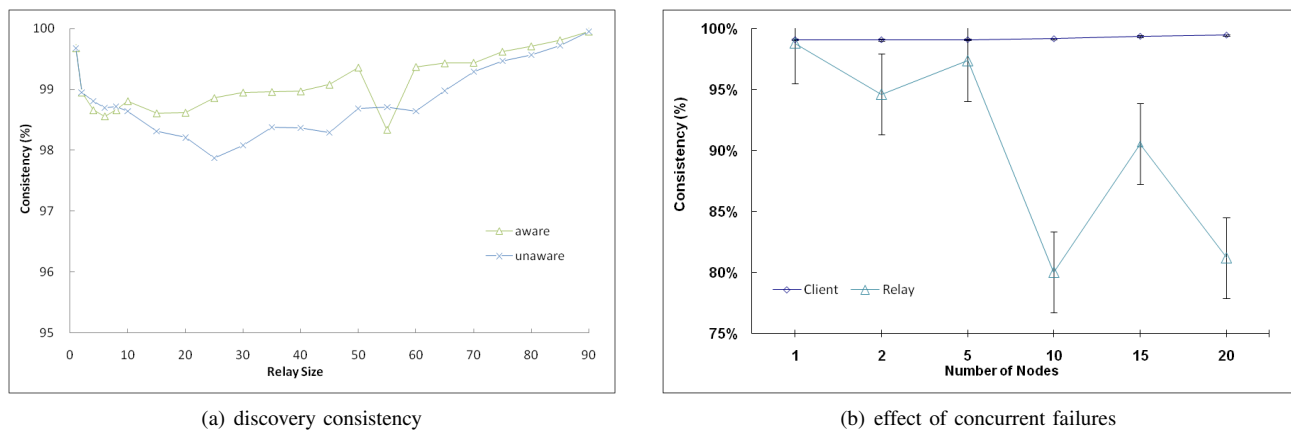 100
99
98
97
96
95
Consistency (%)
aware
unaware
0 10 20 30 40 50 60 70 80 90
Relay Size
(a) discovery consistency
100%
95%
90%
85%
80%
75%
Consistency (%)
Client Relay
1 2 5 10 15 20
Number of Nodes
(b) effect of concurrent failures